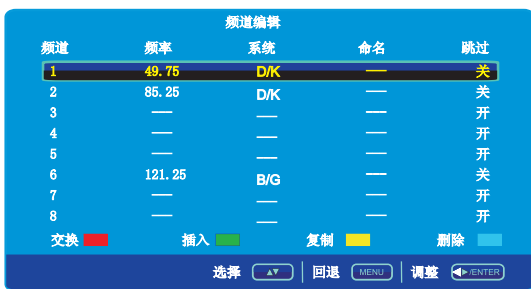 频道编辑
频道 频率 系统 命名 跳过
1 49.75 D/K — 关
2 85.25 D/K — 关
3 — — — 开
4 — — — 开
5 — — — 开
6 121.25 B/G — 关
7 — — — 开
8 — — — 开
交换 插入 复制 删除
选择 ▲▼ 回退 MENU 调整 ◀▶/ENTER